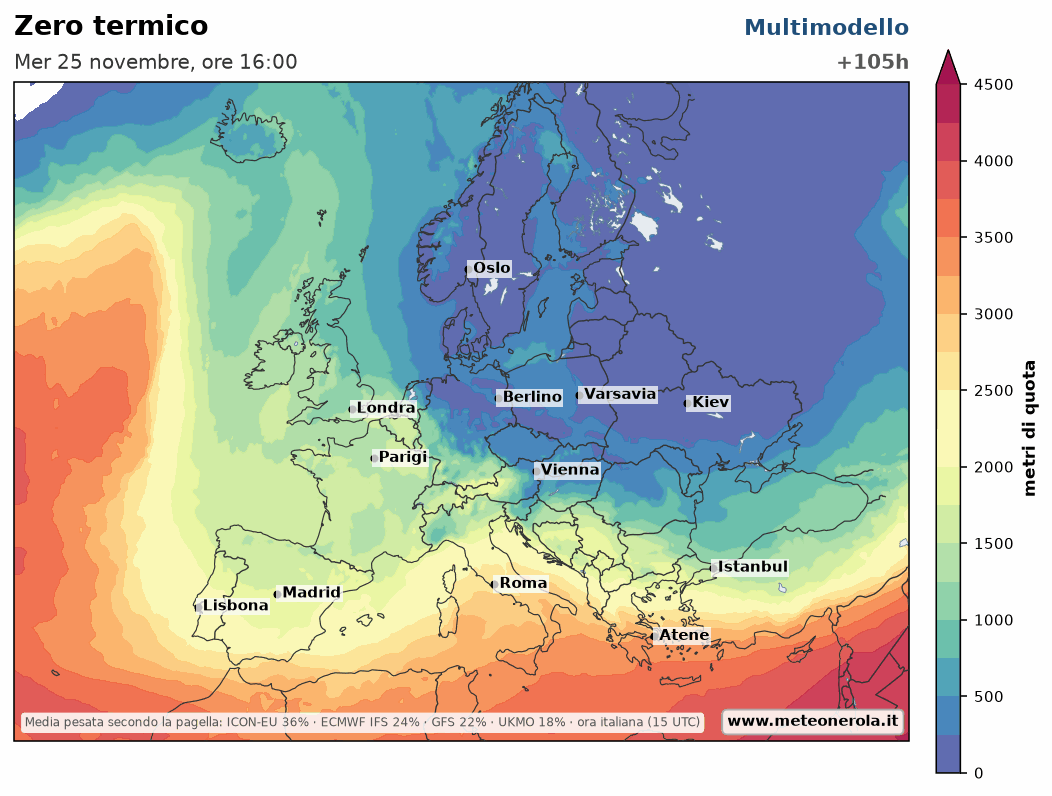 Zero termico
Multimodello
Mer 25 novembre, ore 16:00
+105h
4500
4000
3500
3000
2500
2000
1500
1000
500
0
metri di quota
Oslo
Berlino
Varsavia
Kiev
Londra
Parigi
Vienna
Istanbul
Roma
Madrid
Lisbona
Atene
Media pesata secondo la pagella: ICON-EU 36% · ECMWF IFS 24% · GFS 22% · UKMO 18% · ora italiana (15 UTC)
www.meteonerola.it